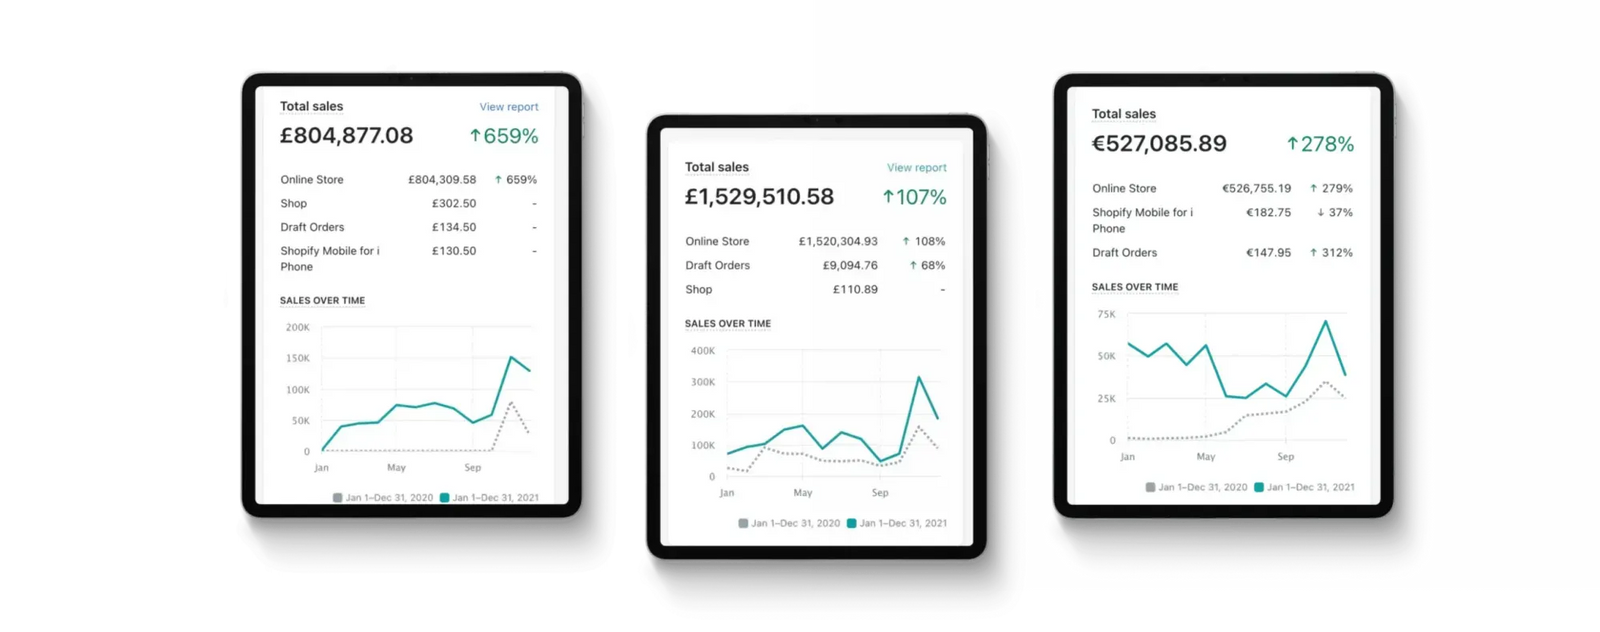 Total sales View report
£804,877.08 ↑659%
Online Store £804,309.58 ↑ 659%
Shop £302.50 -
Draft Orders £134.50 -
Shopify Mobile for i £130.50 -
Phone
SALES OVER TIME
200K
150K
100K
50K
0
Jan May Sep
Jan 1–Dec 31, 2020 Jan 1–Dec 31, 2021
Total sales View report
£1,529,510.58 ↑107%
Online Store £1,520,304.93 ↑ 108%
Draft Orders £9,094.76 ↑ 68%
Shop £110.89 -
SALES OVER TIME
400K
300K
200K
100K
0
Jan May Sep
Jan 1–Dec 31, 2020 Jan 1–Dec 31, 2021
Total sales
€527,085.89 ↑278%
Online Store €526,755.19 ↑ 279%
Shopify Mobile for i €182.75 ↓ 37%
Phone
Draft Orders €147.95 ↑ 312%
SALES OVER TIME
75K
50K
25K
0
Jan May Sep
Jan 1–Dec 31, 2020 Jan 1–Dec 31, 2021